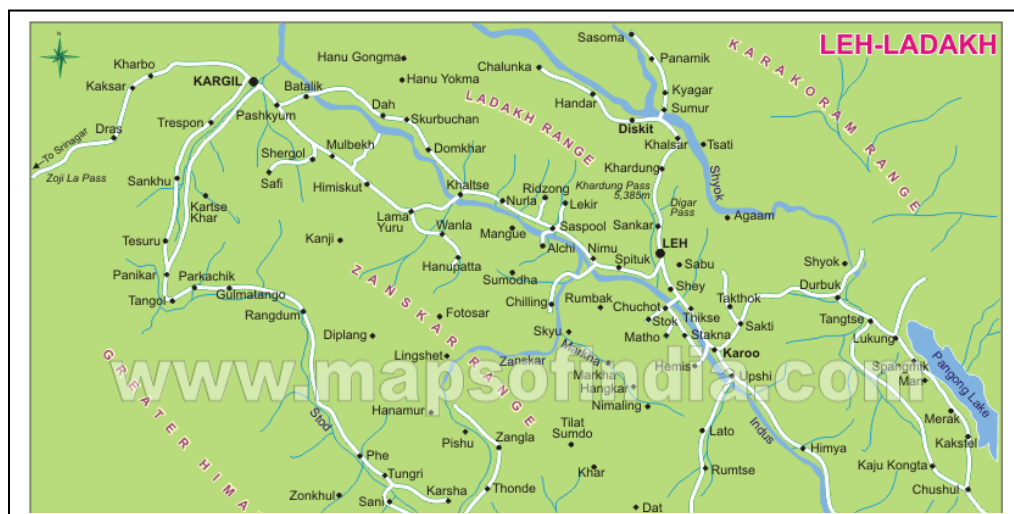 N
LEH-LADAKH
Sasoma
Panamik
Hanu Gongma
Chalunka
Kharbo
Kaksar
KARGIL
Batalik
Hanu Yokma
Kyagar
Handar
Sumur
KARAKORAM RANGE
LADAKH RANGE
Pashkyum
Dah
Skurbuchan
Diskit
Trespon
Dras
To Srinagar
Zoji La Pass
Shergol
Mulbekh
Domkhar
Khalsar
Tsati
Safi
Himiskut
Khaltse
Ridzong
Khardung
Shyok
Sankhu
Kartse
Khar
Nurla
Lekir
Khardung Pass
5,385m
Digar
Pass
Lama
Yuru
Wanla
Mangue
Saspool
Sankar
Agaam
Tesuru
Kanji
Alchi
Nimu
LEH
Hanupatta
Spituk
Sabu
Shyok
Panikar
Parkachik
ZANSKAR RANGE
Sumodha
Shey
Durbuk
Tangol
Gulmatango
Rangdum
Chilling
Rumbak
Chuchot
Takthok
Fotosar
Stok
Thikse
Sakti
Tangtse
Diplang
Skyu
Matho
Stakna
Lukung
GREATER HIMA
Lingshet
Zanskar
Markha
Karoo
Markha
Hemis
Spangmik
Pangong Lake
www.mapsofindia.com
Hangkar
Upshi
Man
Hanamur
Nimaling
Merak
Stod
Tilat
Sumdo
Lato
Indus
Kakstel
Pishu
Zangla
Himya
Phe
Khar
Rumtse
Kaju Kongta
Tungri
Zonkhul
Sani
Karsha
Thonde
Dat
Chushul